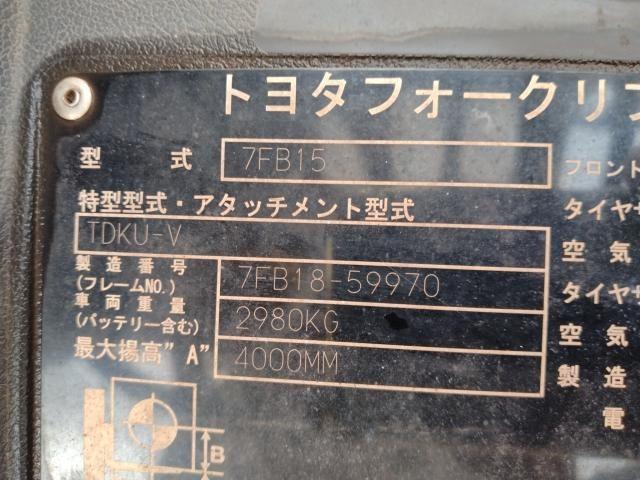 トヨタフォークリフ
型 式 7FB15 フロント
特型型式・アタッチメント型式 タイヤサ
TDKU-V 空気
製造番号 7FB18-59970
(フレームNO.) タイヤサ
車両重量 2980KG
(バッテリー含む) 空気
最大揚高"A" 4000MM 製造
電
B